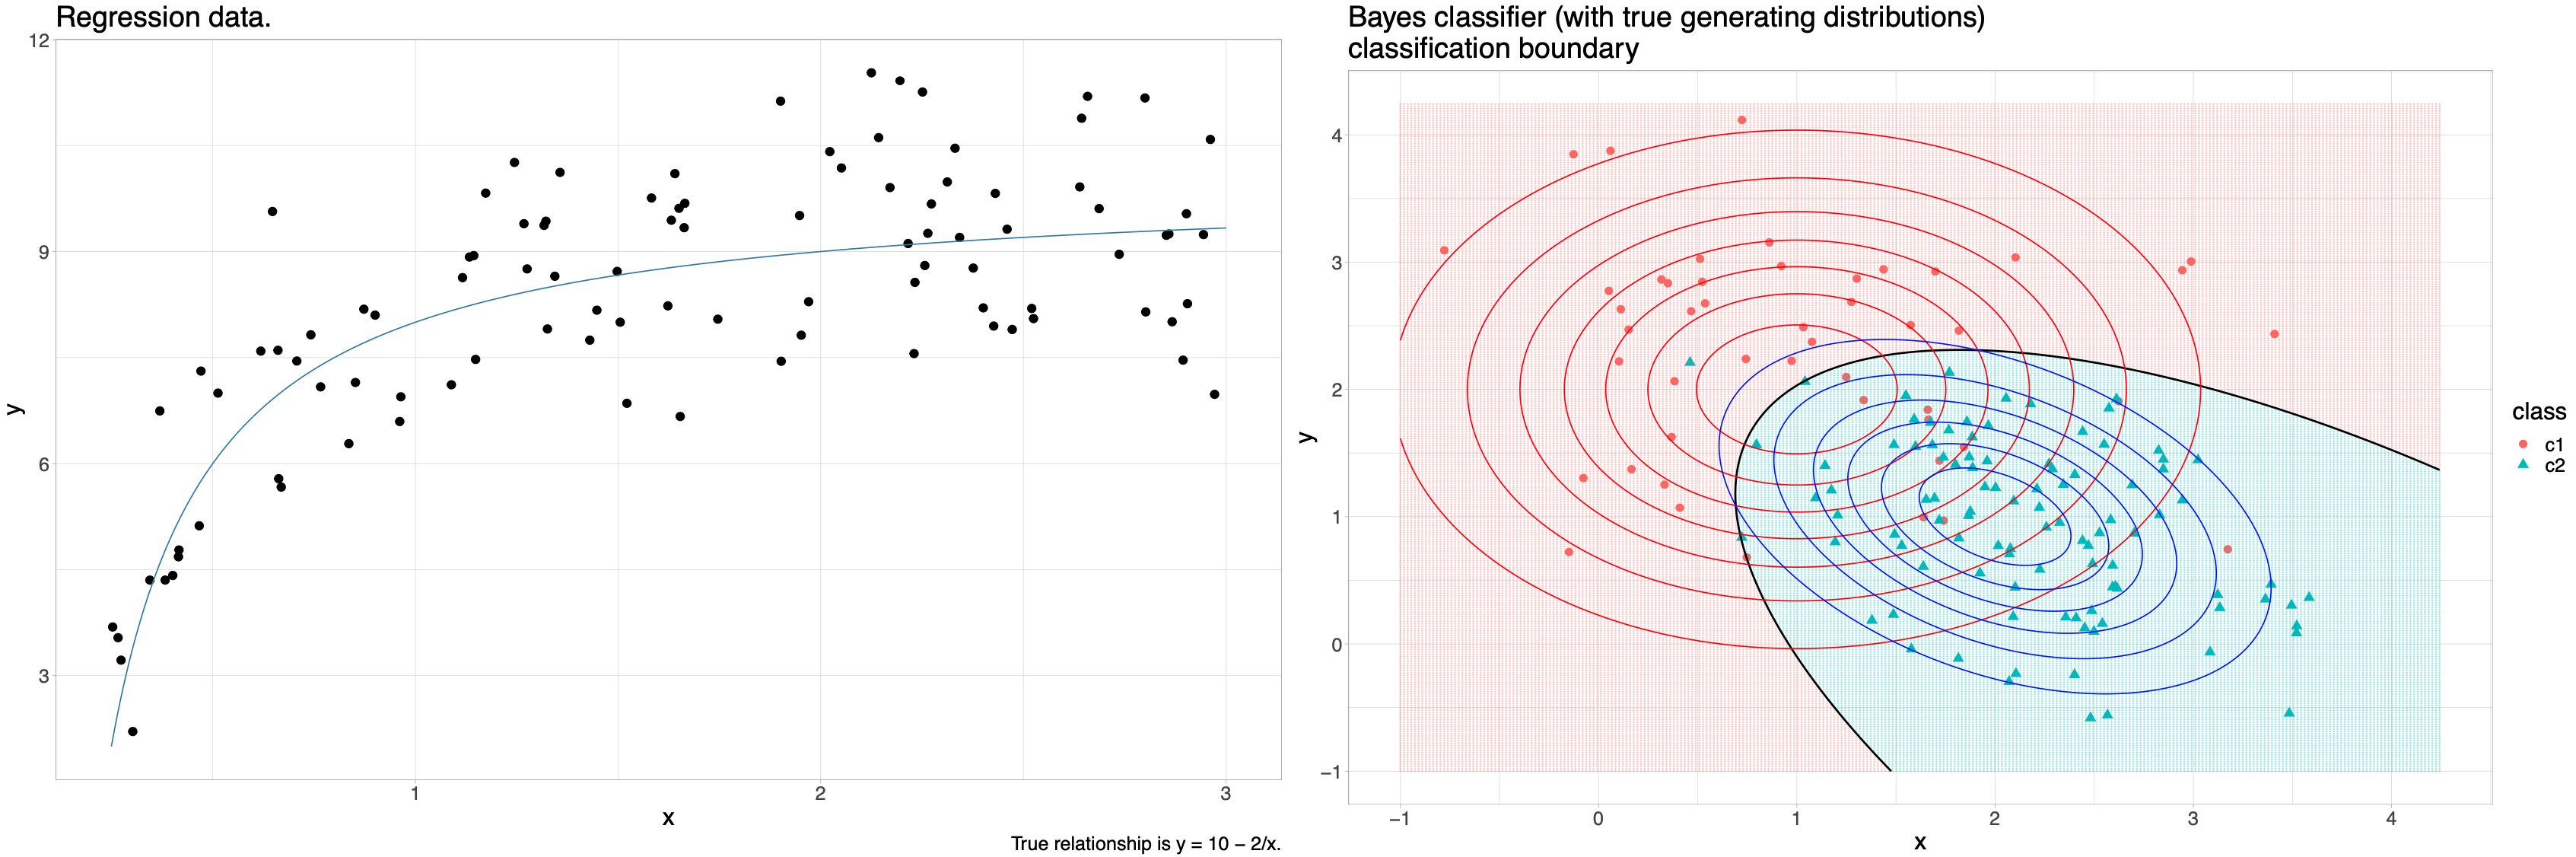 Regression data.
12
9
6
3
y
1
2
3
x
True relationship is y = 10 − 2/x.
Bayes classifier (with true generating distributions)
classification boundary
4
3
2
1
0
−1
y
−1
0
1
2
3
4
x
class
c1
c2